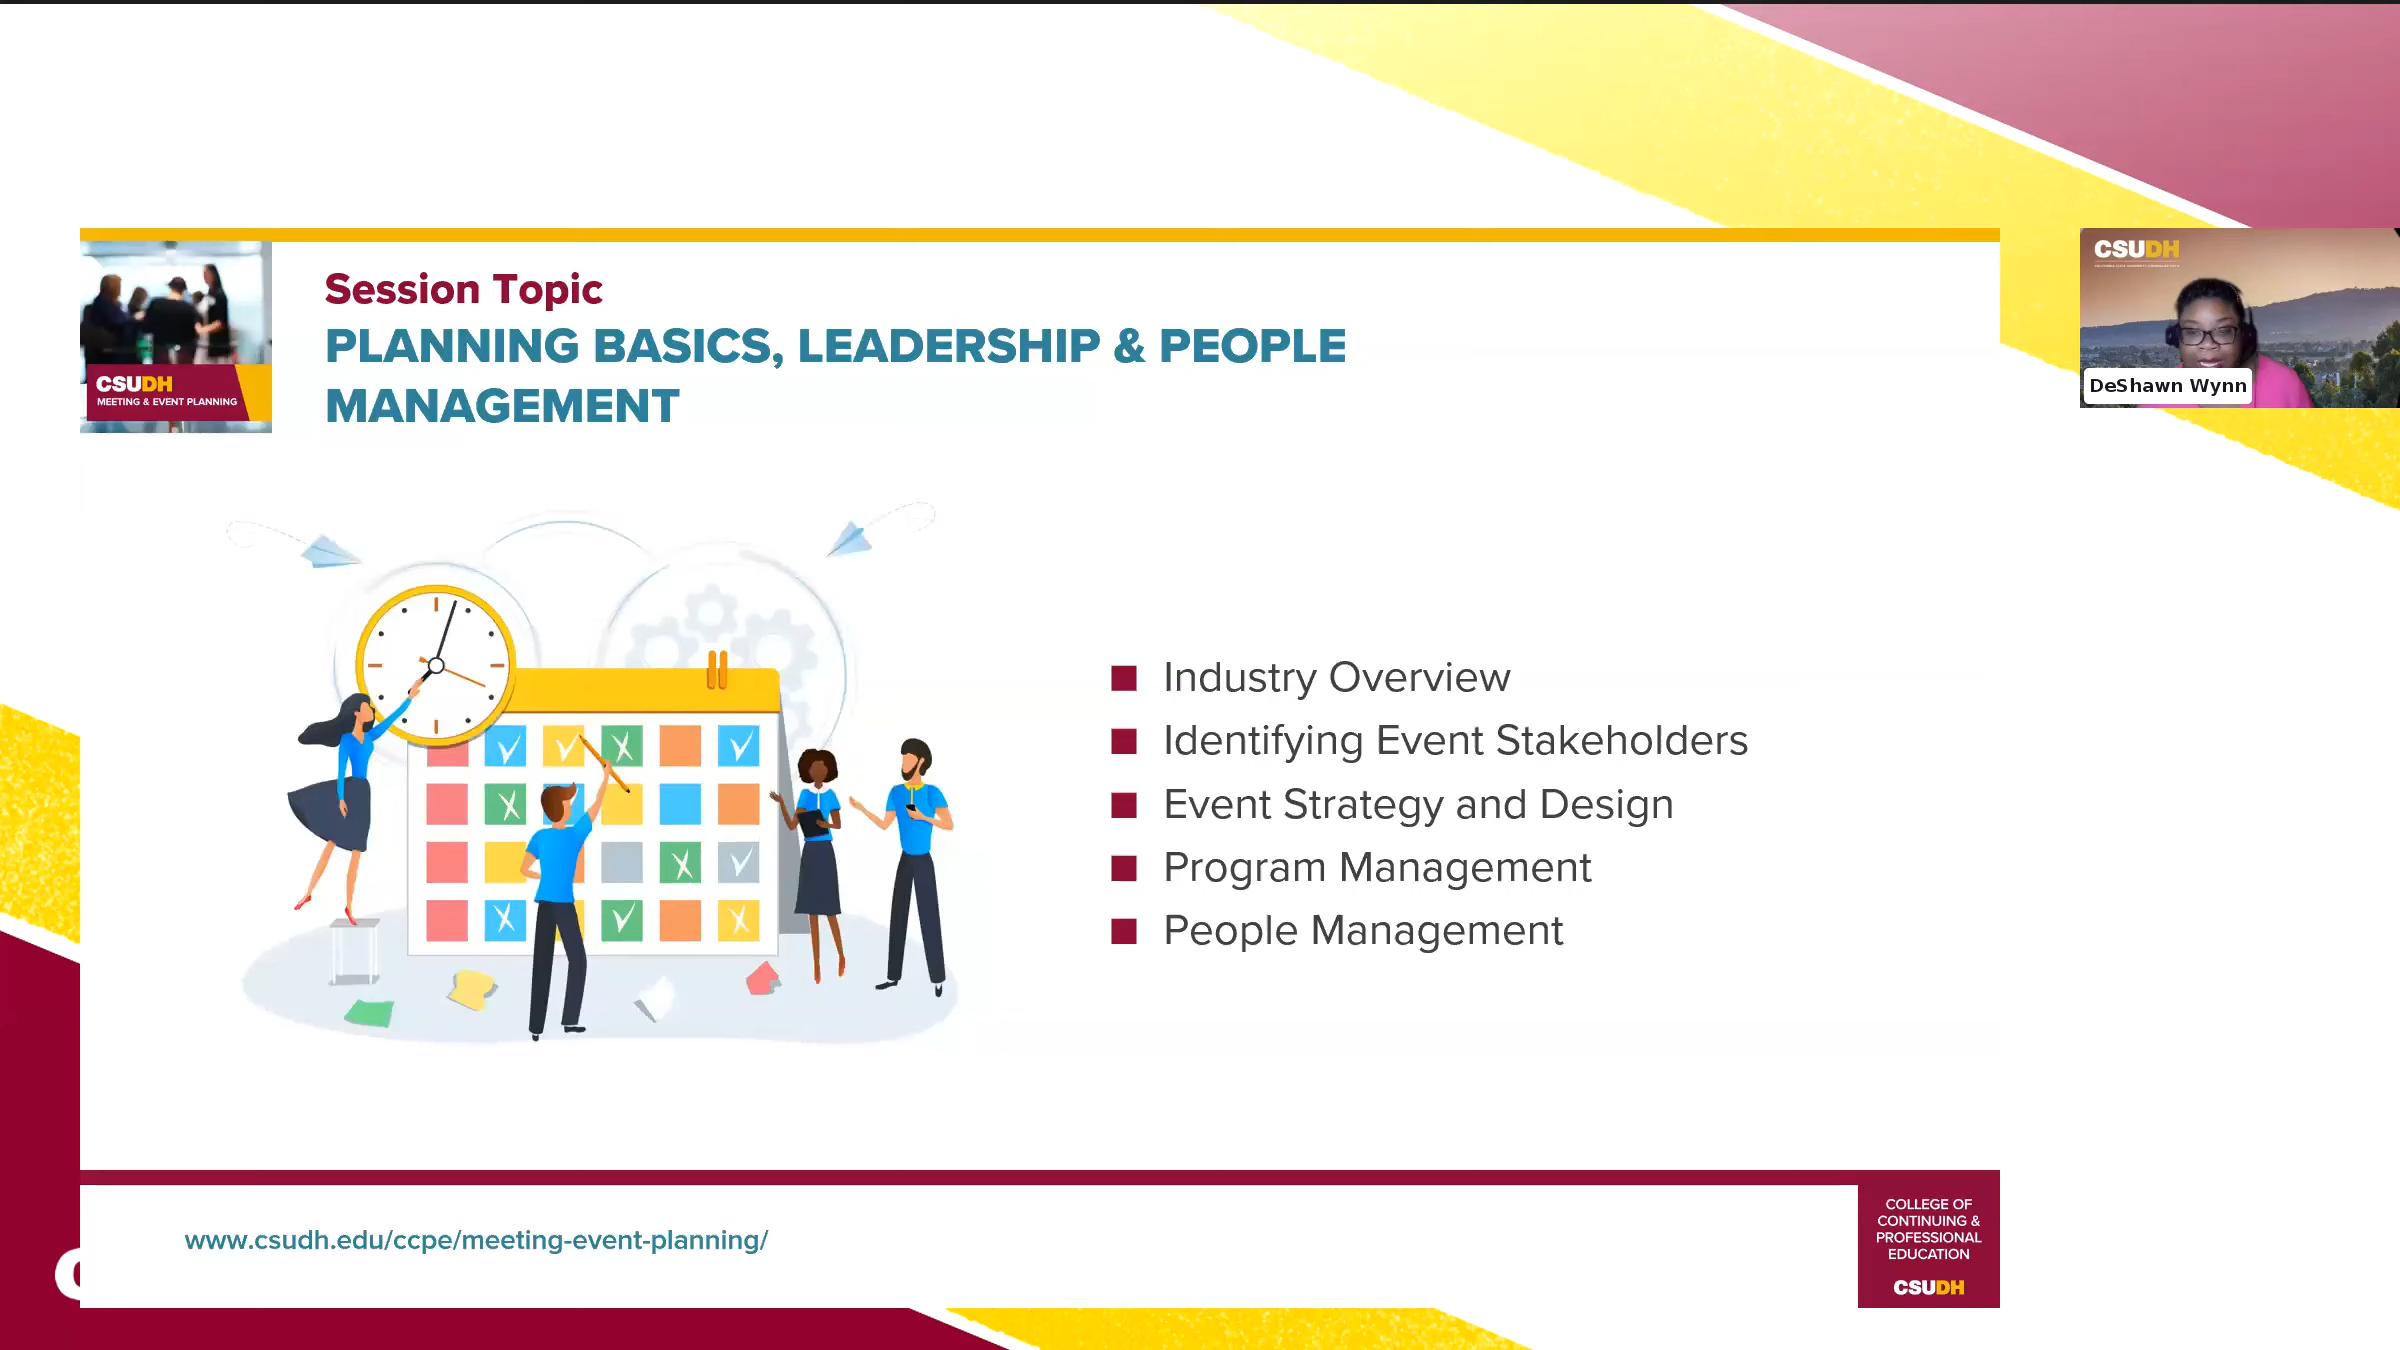 Session Topic
PLANNING BASICS, LEADERSHIP & PEOPLE
MANAGEMENT
CSUDH
MEETING & EVENT PLANNING
CSUDH
DeShawn Wynn
Industry Overview
Identifying Event Stakeholders
Event Strategy and Design
Program Management
People Management
www.csudh.edu/ccpe/meeting-event-planning/
COLLEGE OF
CONTINUING &
PROFESSIONAL
EDUCATION
CSUDH